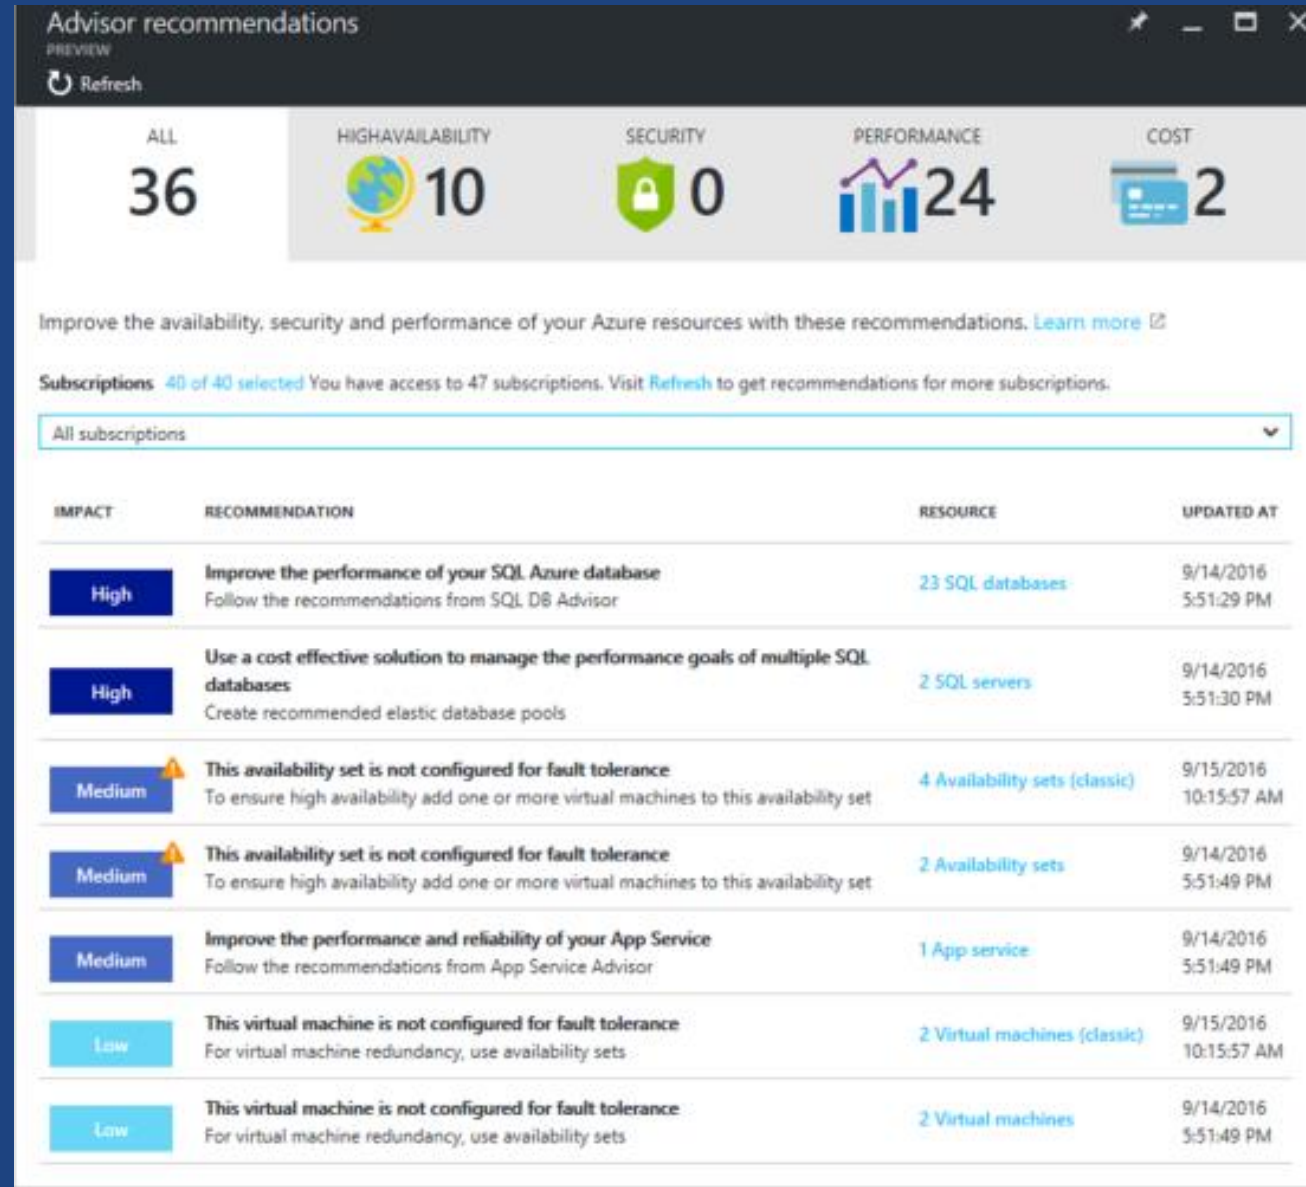 Advisor recommendations
PREVIEW
Refresh
ALL HIGHAVAILABILITY SECURITY PERFORMANCE COST
36 10 0 24 2
Improve the availability, security and performance of your Azure resources with these recommendations. Learn more
Subscriptions 40 of 40 selected You have access to 47 subscriptions. Visit Refresh to get recommendations for more subscriptions.
All subscriptions
IMPACT RECOMMENDATION RESOURCE UPDATED AT
High
Improve the performance of your SQL Azure database
Follow the recommendations from SQL DB Advisor
23 SQL databases
9/14/2016
5:51:29 PM
High
Use a cost effective solution to manage the performance goals of multiple SQL
databases
Create recommended elastic database pools
2 SQL servers
9/14/2016
5:51:30 PM
Medium
This availability set is not configured for fault tolerance
To ensure high availability add one or more virtual machines to this availability set
4 Availability sets (classic)
9/15/2016
10:15:57 AM
Medium
This availability set is not configured for fault tolerance
To ensure high availability add one or more virtual machines to this availability set
2 Availability sets
9/14/2016
5:51:49 PM
Medium
Improve the performance and reliability of your App Service
Follow the recommendations from App Service Advisor
1 App service
9/14/2016
5:51:49 PM
Low
This virtual machine is not configured for fault tolerance
For virtual machine redundancy, use availability sets
2 Virtual machines (classic)
9/15/2016
10:15:57 AM
Low
This virtual machine is not configured for fault tolerance
For virtual machine redundancy, use availability sets
2 Virtual machines
9/14/2016
5:51:49 PM